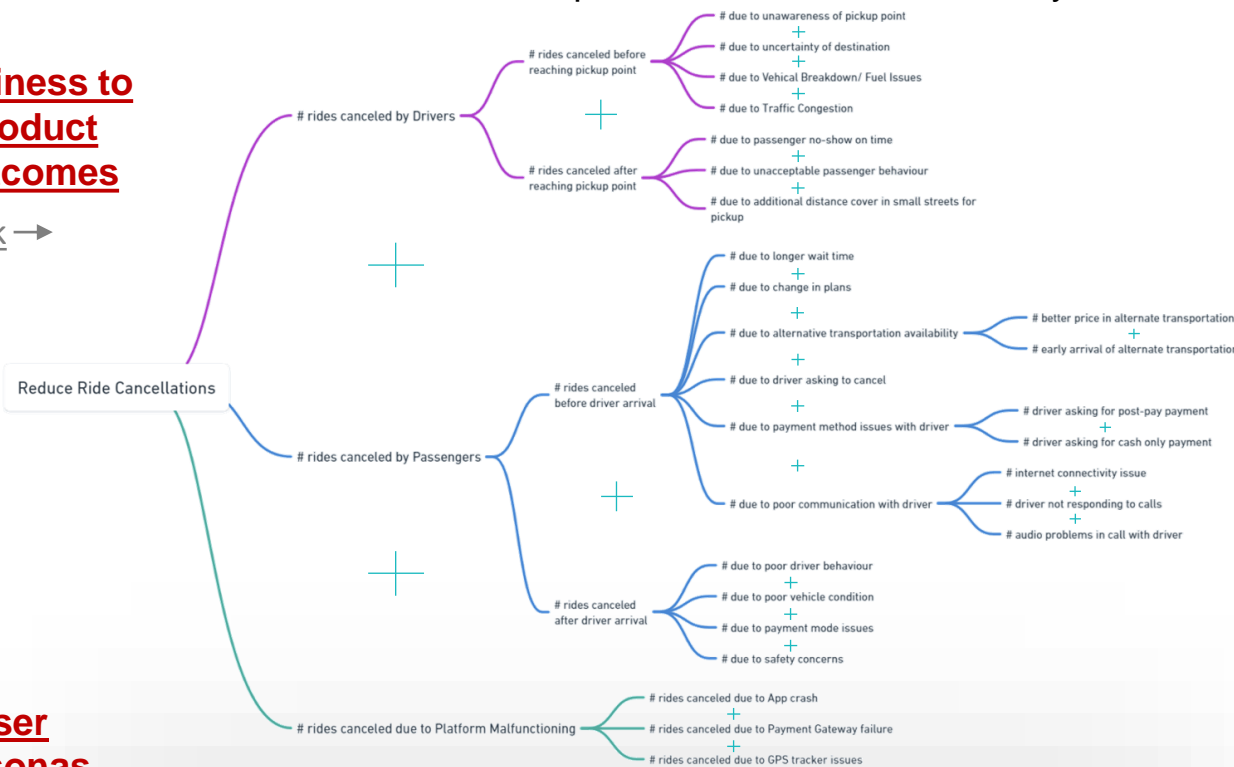 # due to unawareness of pickup point
# due to uncertainty of destination
# due to Vehical Breakdown/ Fuel Issues
# due to Traffic Congestion
# rides canceled before
reaching pickup point
# rides canceled by Drivers
# due to passenger no-show on time
# due to unacceptable passenger behaviour
# due to additional distance cover in small streets for
pickup
# rides canceled after
reaching pickup point
iness to
oduct
comes
# due to longer wait time
# due to change in plans
# due to alternative transportation availability
# better price in alternate transportation
# early arrival of alternate transportation
# due to driver asking to cancel
# due to payment method issues with driver
# driver asking for post-pay payment
# driver asking for cash only payment
# due to poor communication with driver
# internet connectivity issue
# driver not responding to calls
# audio problems in call with driver
# rides canceled
before driver arrival
Reduce Ride Cancellations
# rides canceled by Passengers
# rides canceled
after driver arrival
# due to poor driver behaviour
# due to poor vehicle condition
# due to payment mode issues
# due to safety concerns
# rides canceled due to Platform Malfunctioning
# rides canceled due to App crash
# rides canceled due to Payment Gateway failure
# rides canceled due to GPS tracker issues
ser
sonas